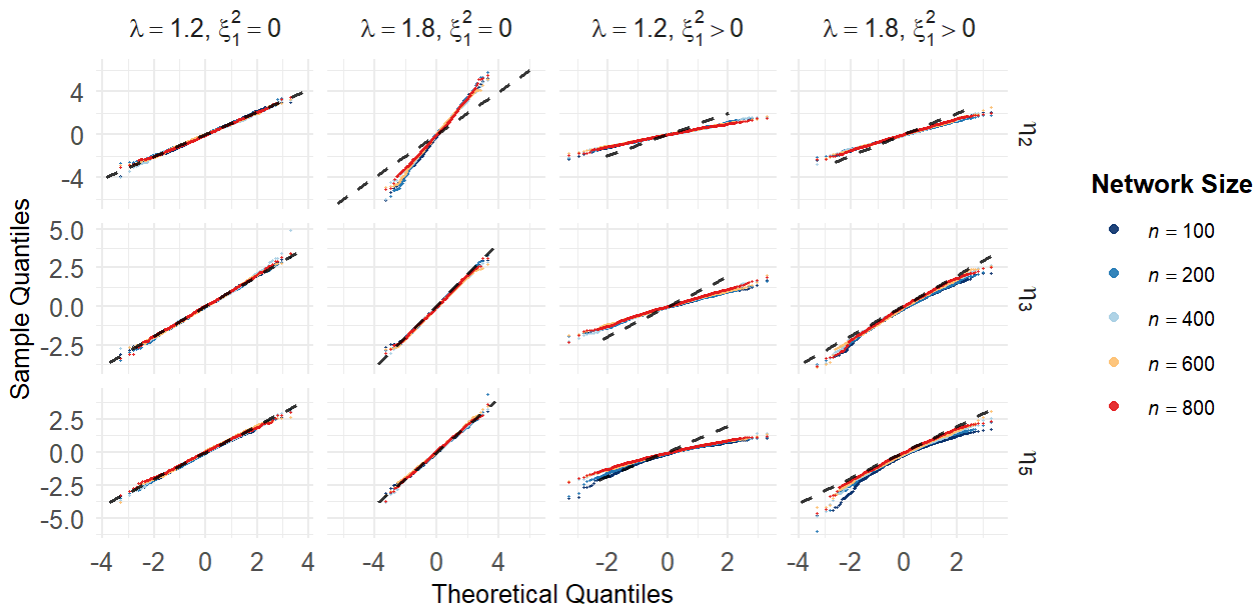 λ = 1.2, ξ₁² = 0 λ = 1.8, ξ₁² = 0 λ = 1.2, ξ₁² > 0 λ = 1.8, ξ₁² > 0
4
0
-4
η₂
5.0
2.5
0.0
-2.5
η₃
2.5
0.0
-2.5
-5.0
η₅
-4 -2 0 2 4 -4 0 4 -4 -2 0 2 -4 -2 0 2
Theoretical Quantiles
Sample Quantiles
Network Size
n = 100
n = 200
n = 400
n = 600
n = 800